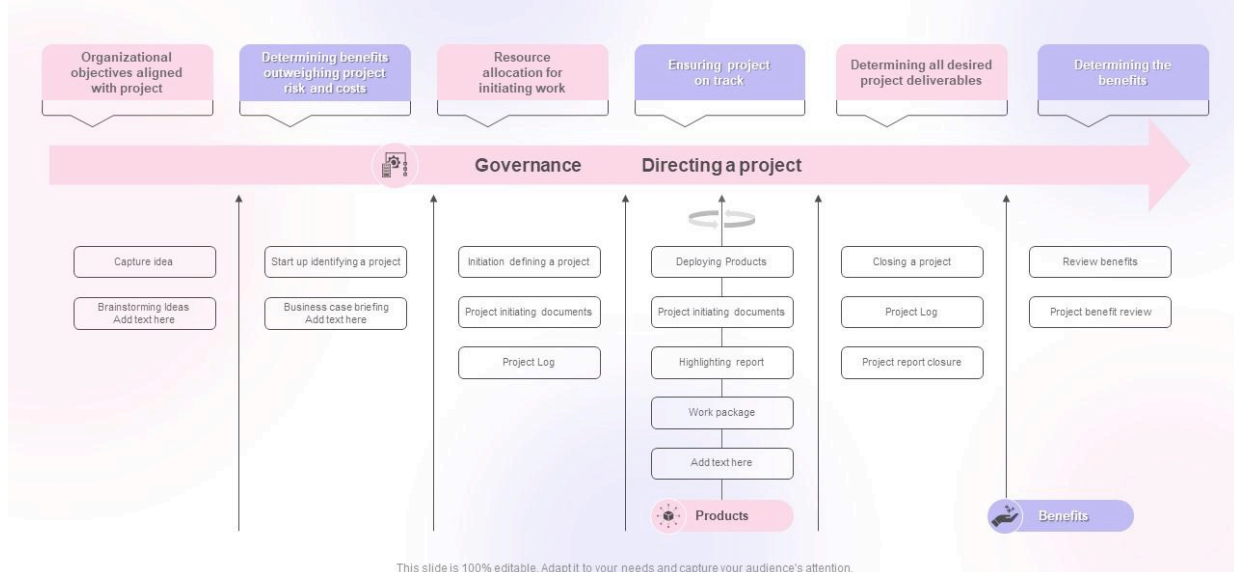 Organizational
objectives aligned
with project
Determining benefits
outweighing project
risk and costs
Resource
allocation for
initiating work
Ensuring project
on track
Determining all desired
project deliverables
Determining the
benefits
Governance
Directing a project
Capture idea
Brainstorming Ideas
Add text here
Start up identifying a project
Business case briefing
Add text here
Initiation defining a project
Project initiating documents
Project Log
Deploying Products
Project initiating documents
Highlighting report
Work package
Add text here
Products
Closing a project
Project Log
Project report closure
Review benefits
Project benefit review
Benefits
This slide is 100% editable. Adapt it to your needs and capture your audience's attention.